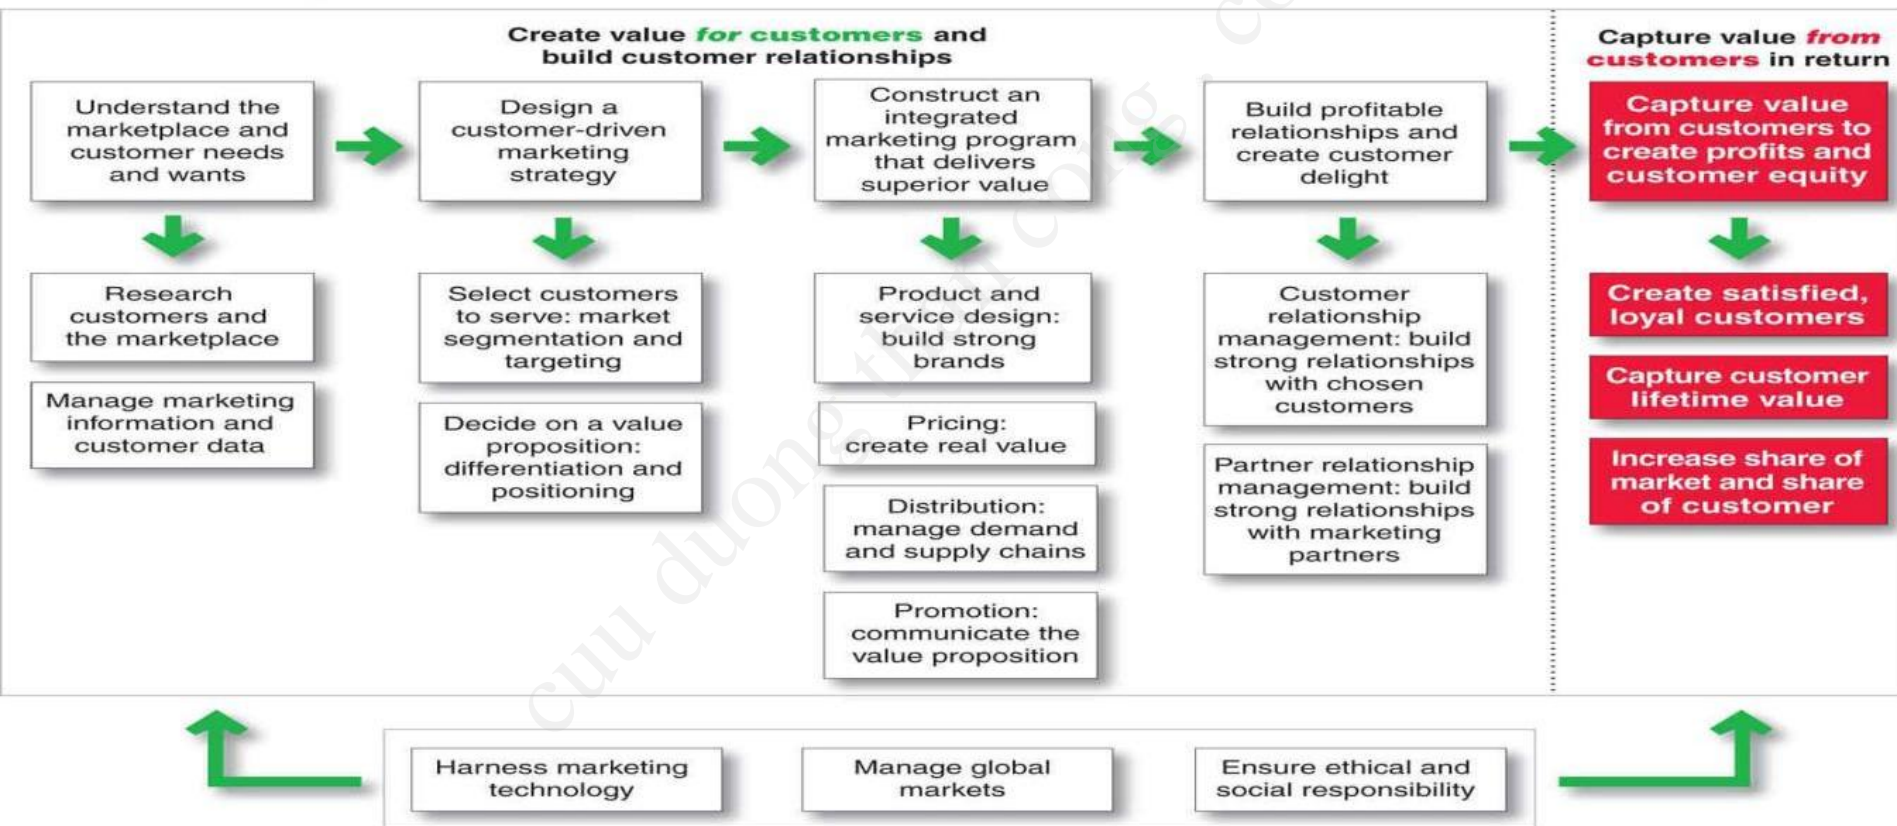 Create value for customers and
build customer relationships
Capture value from
customers in return
Understand the
marketplace and
customer needs
and wants
Design a
customer-driven
marketing
strategy
Construct an
integrated
marketing program
that delivers
superior value
Build profitable
relationships and
create customer
delight
Capture value
from customers to
create profits and
customer equity
Research
customers and
the marketplace
Manage marketing
information and
customer data
Select customers
to serve: market
segmentation and
targeting
Decide on a value
proposition:
differentiation and
positioning
Product and
service design:
build strong
brands
Pricing:
create real value
Distribution:
manage demand
and supply chains
Promotion:
communicate the
value proposition
Customer
relationship
management: build
strong relationships
with chosen
customers
Partner relationship
management: build
strong relationships
with marketing
partners
Create satisfied,
loyal customers
Capture customer
lifetime value
Increase share of
market and share
of customer
Harness marketing
technology
Manage global
markets
Ensure ethical and
social responsibility
cuu duong than cong . co